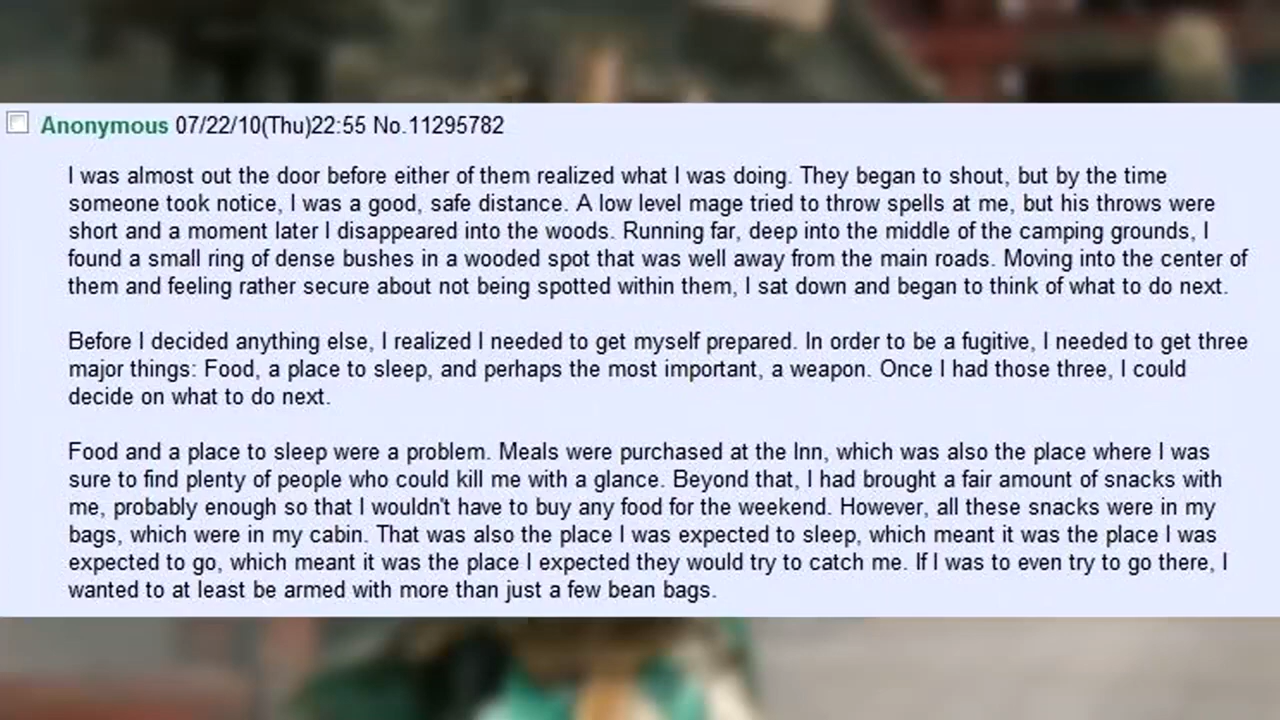 Anonymous 07/22/10(Thu)22:55 No.11295782
I was almost out the door before either of them realized what I was doing. They began to shout, but by the time
someone took notice, I was a good, safe distance. A low level mage tried to throw spells at me, but his throws were
short and a moment later I disappeared into the woods. Running far, deep into the middle of the camping grounds, I
found a small ring of dense bushes in a wooded spot that was well away from the main roads. Moving into the center of
them and feeling rather secure about not being spotted within them, I sat down and began to think of what to do next.
Before I decided anything else, I realized I needed to get myself prepared. In order to be a fugitive, I needed to get three
major things: Food, a place to sleep, and perhaps the most important, a weapon. Once I had those three, I could
decide on what to do next.
Food and a place to sleep were a problem. Meals were purchased at the Inn, which was also the place where I was
sure to find plenty of people who could kill me with a glance. Beyond that, I had brought a fair amount of snacks with
me, probably enough so that I wouldn't have to buy any food for the weekend. However, all these snacks were in my
bags, which were in my cabin. That was also the place I was expected to sleep, which meant it was the place I was
expected to go, which meant it was the place I expected they would try to catch me. If I was to even try to go there, I
wanted to at least be armed with more than just a few bean bags.